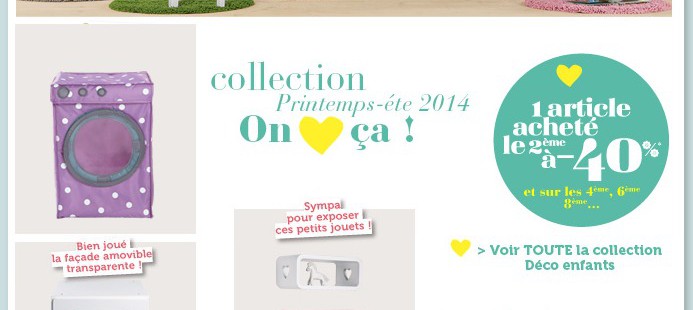 collection
Printemps-éte 2014
On ça !
1 article
acheté
le 2ème
à -40%*
et sur les 4ème, 6ème
8ème...
Sympa!
pour exposer
ces petits jouets !
Bien joué
la façade amovible
transparente !
> Voir TOUTE la collection
Déco enfants